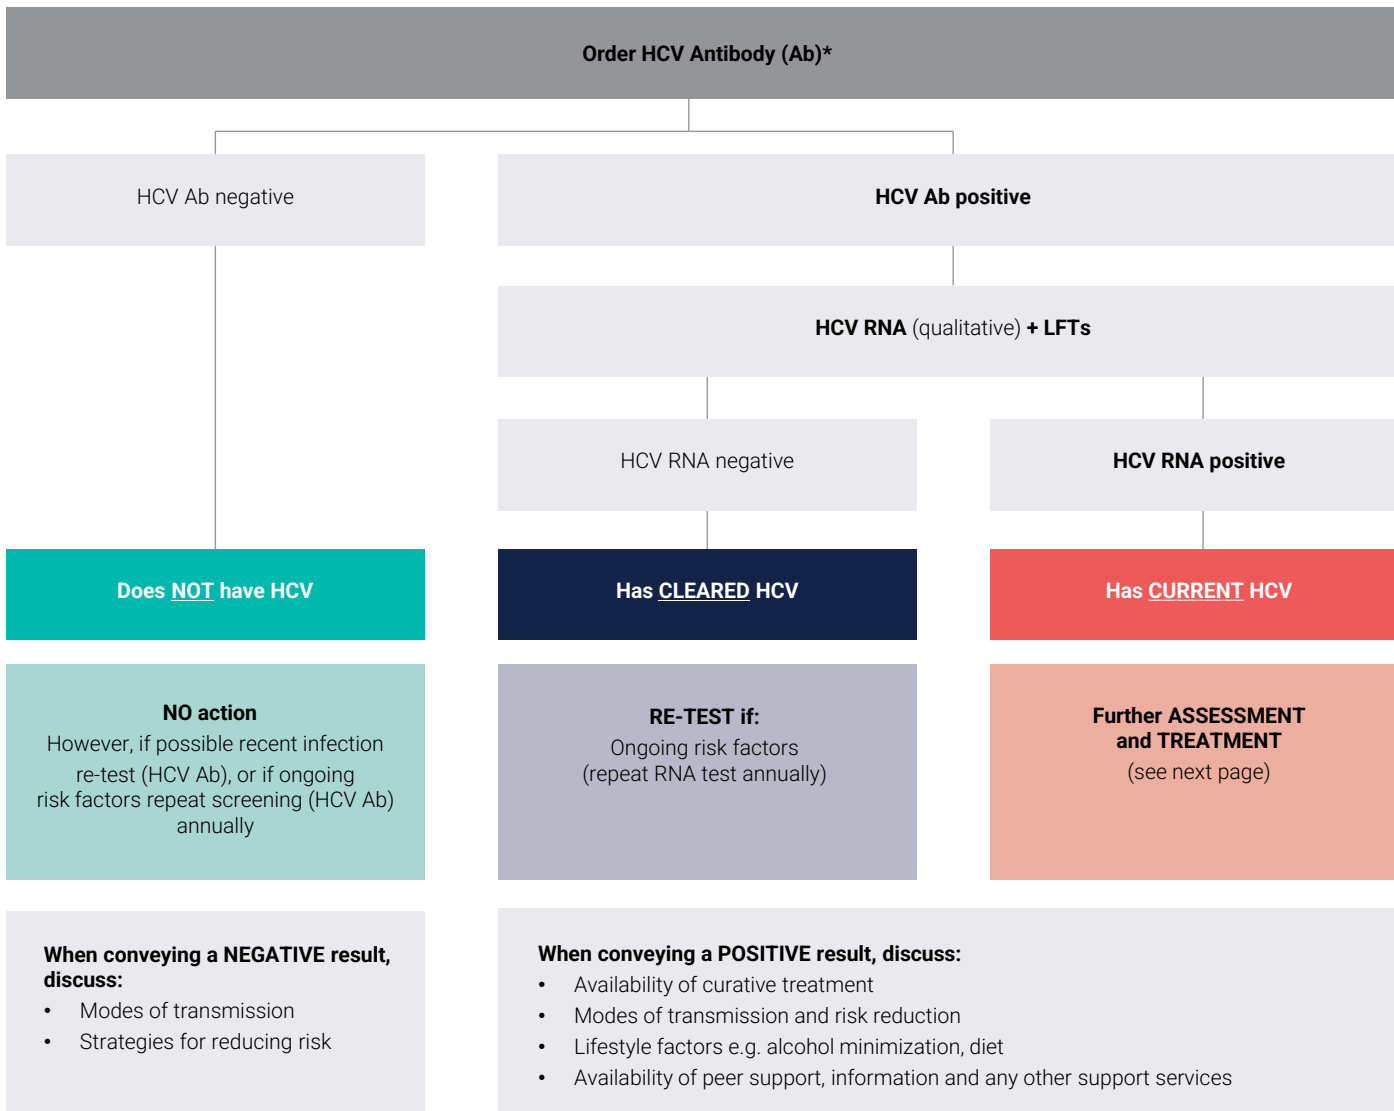 Order HCV Antibody (Ab)*
HCV Ab negative
HCV Ab positive
HCV RNA (qualitative) + LFTs
HCV RNA negative
HCV RNA positive
Does NOT have HCV
Has CLEARED HCV
Has CURRENT HCV
NO action
However, if possible recent infection
re-test (HCV Ab), or if ongoing
risk factors repeat screening (HCV Ab)
annually
RE-TEST if:
Ongoing risk factors
(repeat RNA test annually)
Further ASSESSMENT
and TREATMENT
(see next page)
When conveying a NEGATIVE result,
discuss:
• Modes of transmission
• Strategies for reducing risk
When conveying a POSITIVE result, discuss:
• Availability of curative treatment
• Modes of transmission and risk reduction
• Lifestyle factors e.g. alcohol minimization, diet
• Availability of peer support, information and any other support services